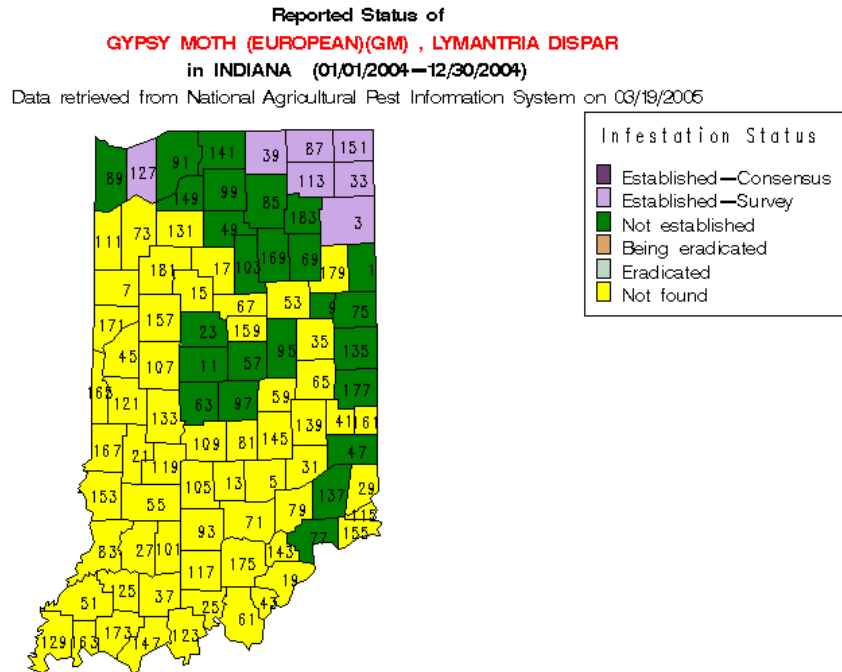 Reported Status of
GYPSY MOTH (EUROPEAN)(GM) , LYMANTRIA DISPAR
in INDIANA (01/01/2004—12/30/2004)
Data retrieved from National Agricultural Pest Information System on 03/19/2005
Infestation Status
Established—Consensus
Established—Survey
Not established
Being eradicated
Eradicated
Not found
89 127 91 141 39 87 151
149 99 85 113 33
183 3
111 73 131 49
181 17 103 169 69 179 1
7 15 67 53 9 75
171 157 23 159 35
45 107 11 57 95 135
165 121 63 97 59 65 177
133 139 41 161
167 21 119 109 81 145 47
153 55 105 13 5 31 137 29
93 71 79 115
83 27 101 143 77 155
117 175 19
51 125 37 25 43
129 163 173 147 123 61